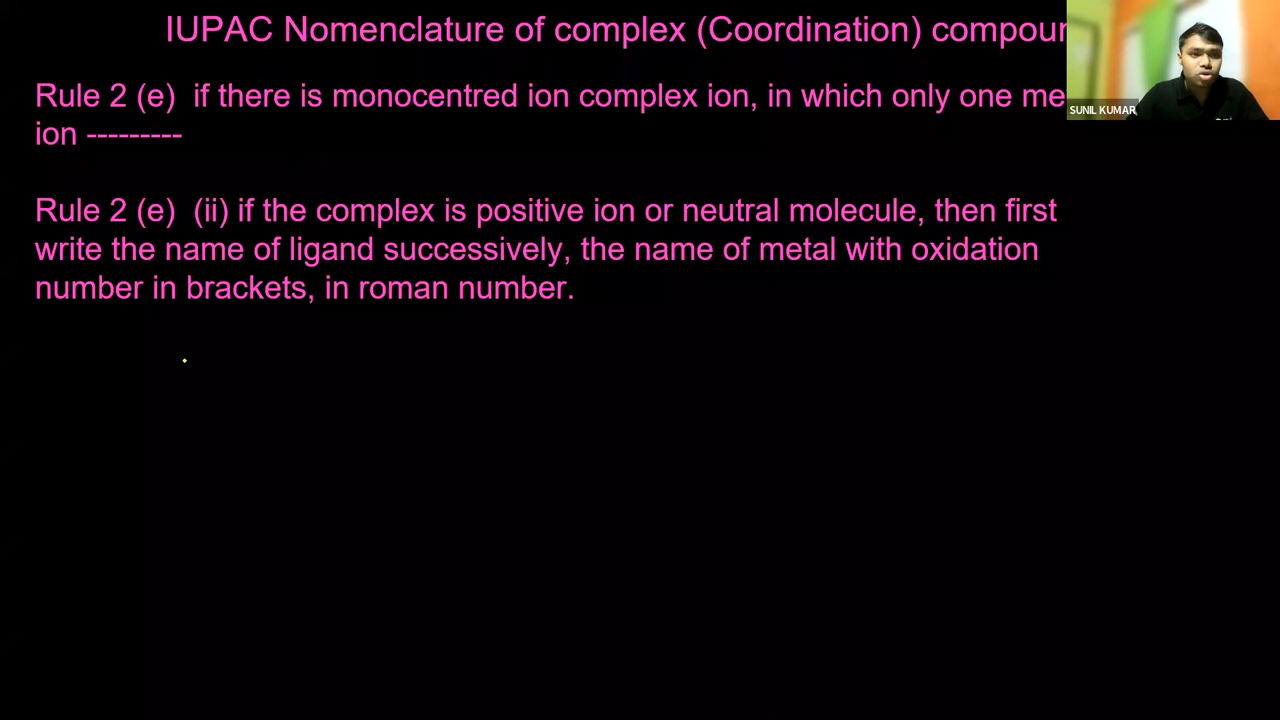 IUPAC Nomenclature of complex (Coordination)
Rule 2 (e)  if there is monocentred ion complex ion, in which only one
ion ---------
Rule 2 (e)  (ii) if the complex is positive ion or neutral molecule, then first
write the name of ligand successively, the name of metal with oxidation
number in brackets, in roman number.
SUNIL KUMAR